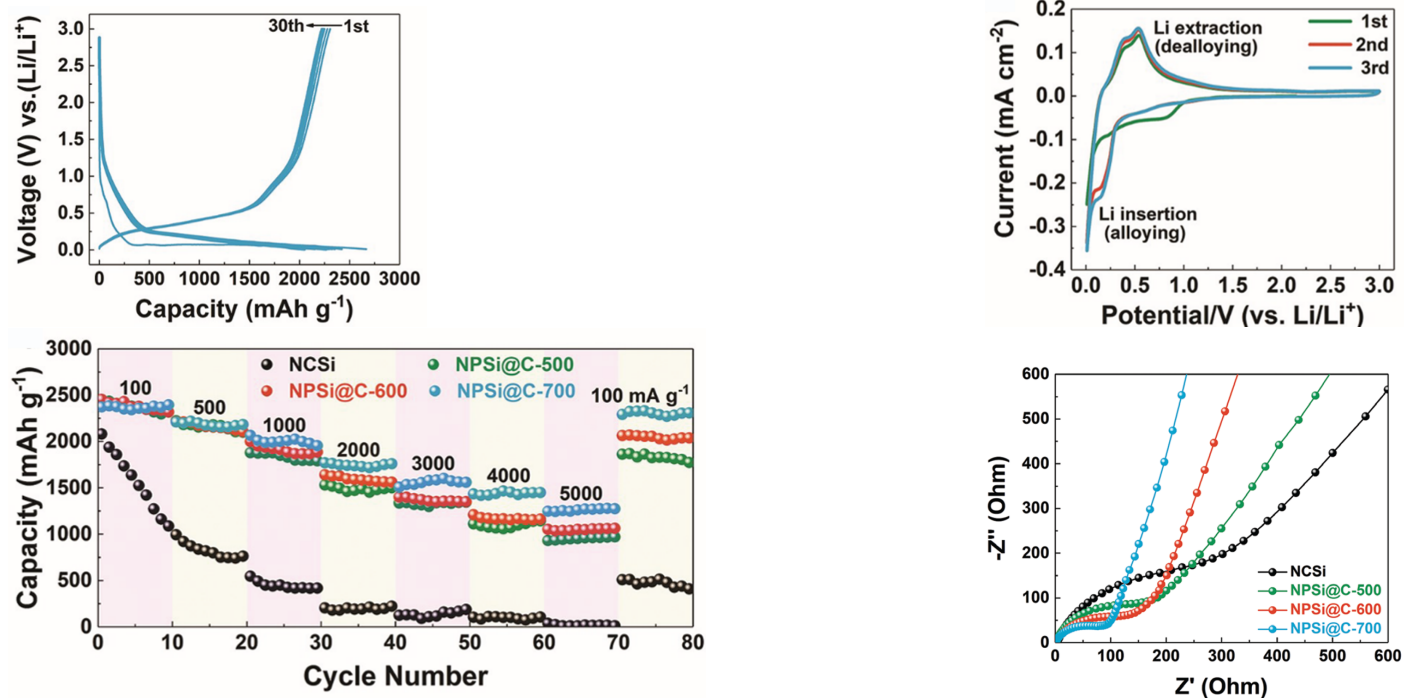 30th 1st
3.0
2.5
2.0
1.5
1.0
0.5
0.0
Voltage (V) vs.(Li/Li⁺)
0 500 1000 1500 2000 2500 3000
Capacity (mAh g⁻¹)
0.2
0.1
0.0
-0.1
-0.2
-0.3
-0.4
Current (mA cm⁻²)
Li extraction
(dealloying)
1st
2nd
3rd
Li insertion
(alloying)
0.0 0.5 1.0 1.5 2.0 2.5 3.0
Potential/V (vs. Li/Li⁺)
3000
2500
2000
1500
1000
500
0
Capacity (mAh g⁻¹)
NCSi NPSi@C-500
NPSi@C-600 NPSi@C-700
100
500
1000
2000
3000
4000
5000
100 mA g⁻¹
0 10 20 30 40 50 60 70 80
Cycle Number
600
500
400
300
200
100
0
-Z'' (Ohm)
NCSi
NPSi@C-500
NPSi@C-600
NPSi@C-700
0 100 200 300 400 500 600
Z' (Ohm)